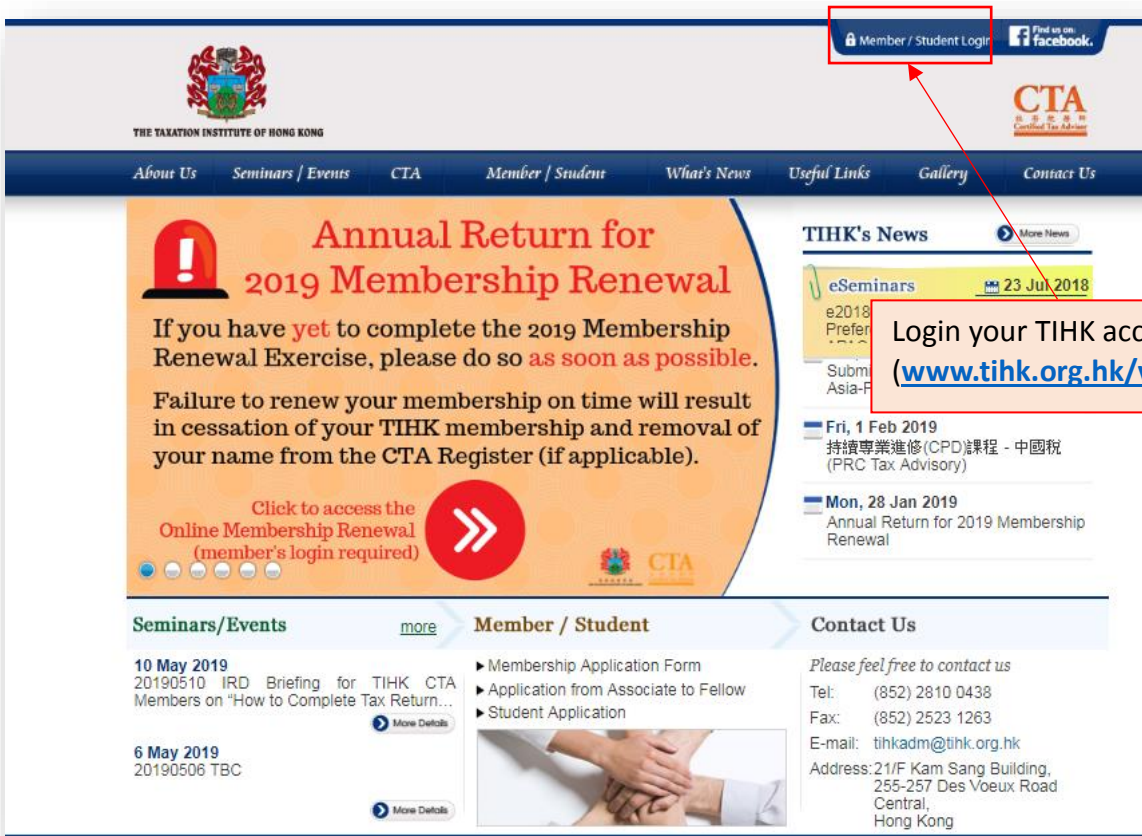 Member / Student Login
Find us on:
facebook.
THE TAXATION INSTITUTE OF HONG KONG
CTA
Certified Tax Adviser
About Us Seminars / Events CTA Member / Student What's News Useful Links Gallery Contact Us
Annual Return for
2019 Membership Renewal
If you have yet to complete the 2019 Membership
Renewal Exercise, please do so as soon as possible.
Failure to renew your membership on time will result
in cessation of your TIHK membership and removal of
your name from the CTA Register (if applicable).
Click to access the
Online Membership Renewal
(member's login required)
CTA
TIHK's News
More News
eSeminars 23 Jul 2018
e2018
Prefer
Login your TIHK acc
(www.tihk.org.hk/
Subm
Asia-P
Fri, 1 Feb 2019
持續專業進修(CPD)課程 - 中國稅
(PRC Tax Advisory)
Mon, 28 Jan 2019
Annual Return for 2019 Membership
Renewal
Seminars/Events more
10 May 2019
20190510 IRD Briefing for TIHK CTA
Members on "How to Complete Tax Return...
More Details
6 May 2019
20190506 TBC
More Details
Member / Student
Membership Application Form
Application from Associate to Fellow
Student Application
Contact Us
Please feel free to contact us
Tel: (852) 2810 0438
Fax: (852) 2523 1263
E-mail: tihkadm@tihk.org.hk
Address: 21/F Kam Sang Building,
255-257 Des Voeux Road
Central,
Hong Kong